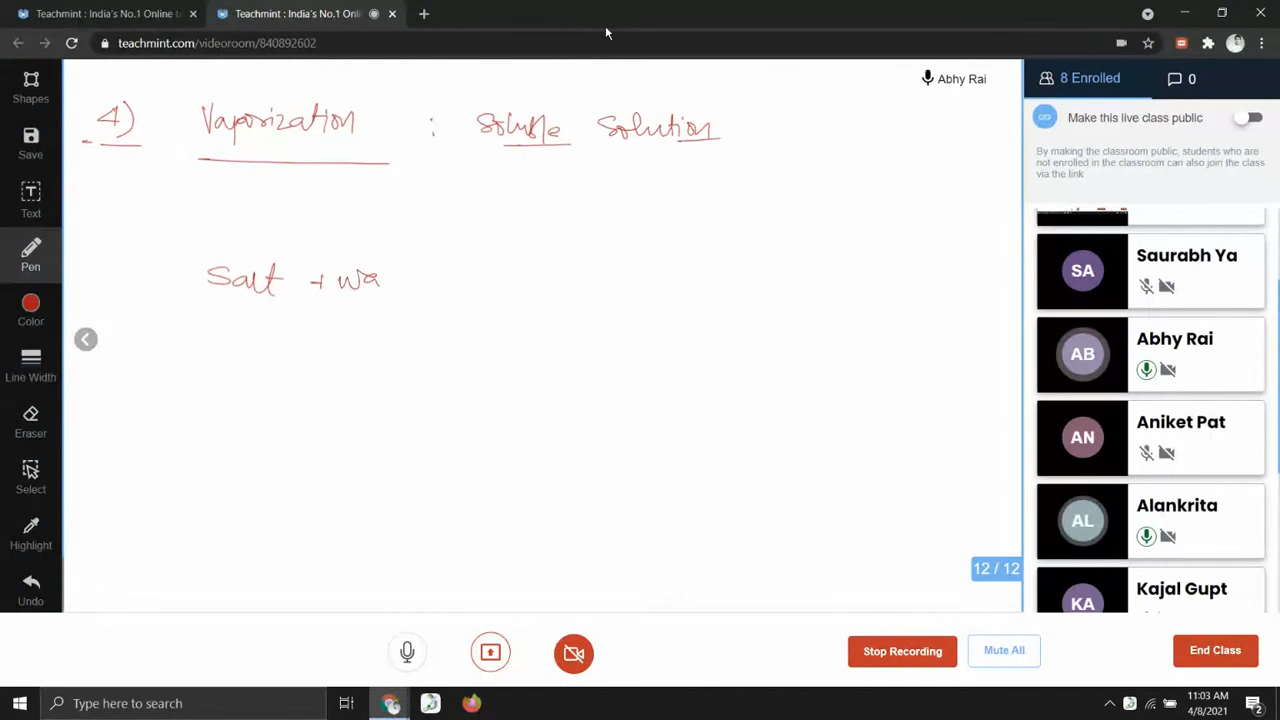 Teachmint : India's No.1 Online L
Teachmint : India's No.1 Onli
teachmint.com/videoroom/840892602
Shapes
Save
Text
Pen
Color
Line Width
Eraser
Select
Highlight
Undo
Abhy Rai
4) Vaporization : Soluble Solution
Salt + Wa
12 / 12
8 Enrolled 0
Make this live class public
By making the classroom public, students who are
not enrolled in the classroom can also join the class
via the link
SA Saurabh Ya
AB Abhy Rai
AN Aniket Pat
AL Alankrita
KA Kajal Gupt
Stop Recording Mute All End Class
Type here to search
11:03 AM
4/8/2021
2